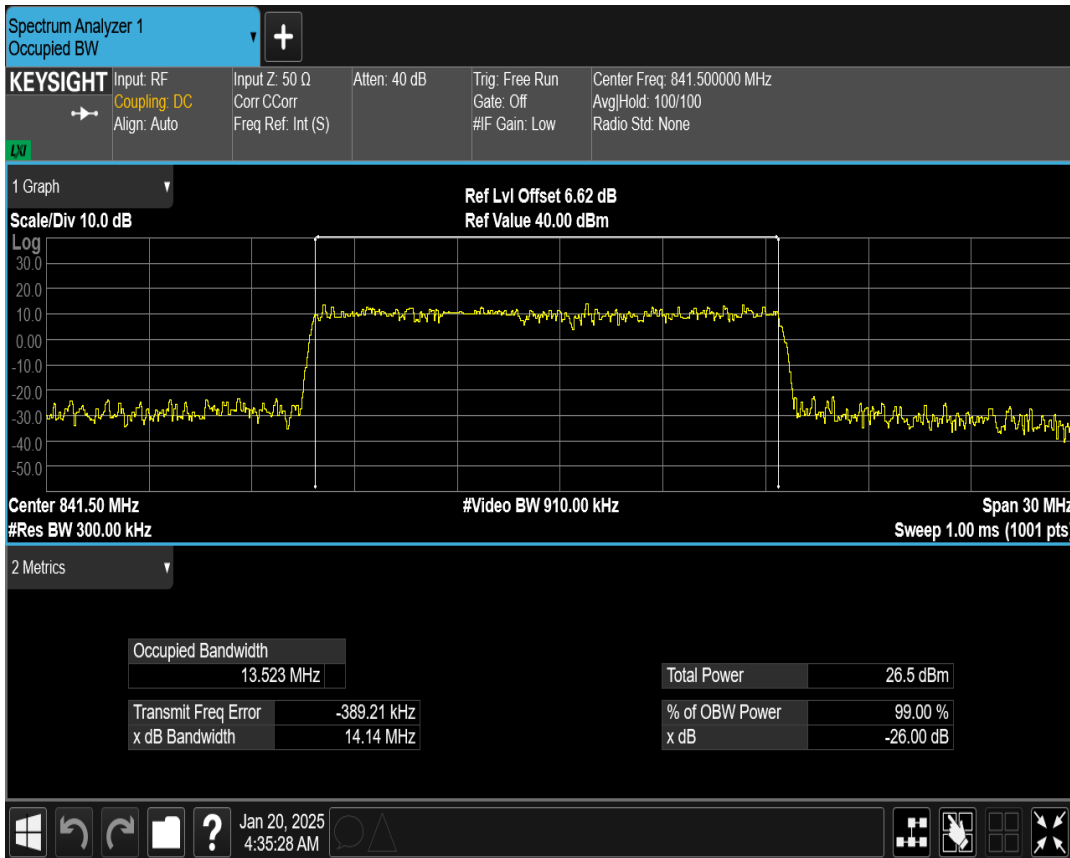 Spectrum Analyzer 1
Occupied BW
+
KEYSIGHT
Input: RF
Coupling: DC
Align: Auto
Input Z: 50 Ω
Corr CCorr
Freq Ref: Int (S)
Atten: 40 dB
Trig: Free Run
Gate: Off
#IF Gain: Low
Center Freq: 841.500000 MHz
Avg|Hold: 100/100
Radio Std: None
LXI
1 Graph
Ref Lvl Offset 6.62 dB
Scale/Div 10.0 dB
Ref Value 40.00 dBm
Log
30.0
20.0
10.0
0.00
-10.0
-20.0
-30.0
-40.0
-50.0
Center 841.50 MHz
#Video BW 910.00 kHz
Span 30 MHz
#Res BW 300.00 kHz
Sweep 1.00 ms (1001 pts)
2 Metrics
Occupied Bandwidth
13.523 MHz
Total Power 26.5 dBm
Transmit Freq Error -389.21 kHz
% of OBW Power 99.00 %
x dB Bandwidth 14.14 MHz
x dB -26.00 dB
?
Jan 20, 2025
4:35:28 AM